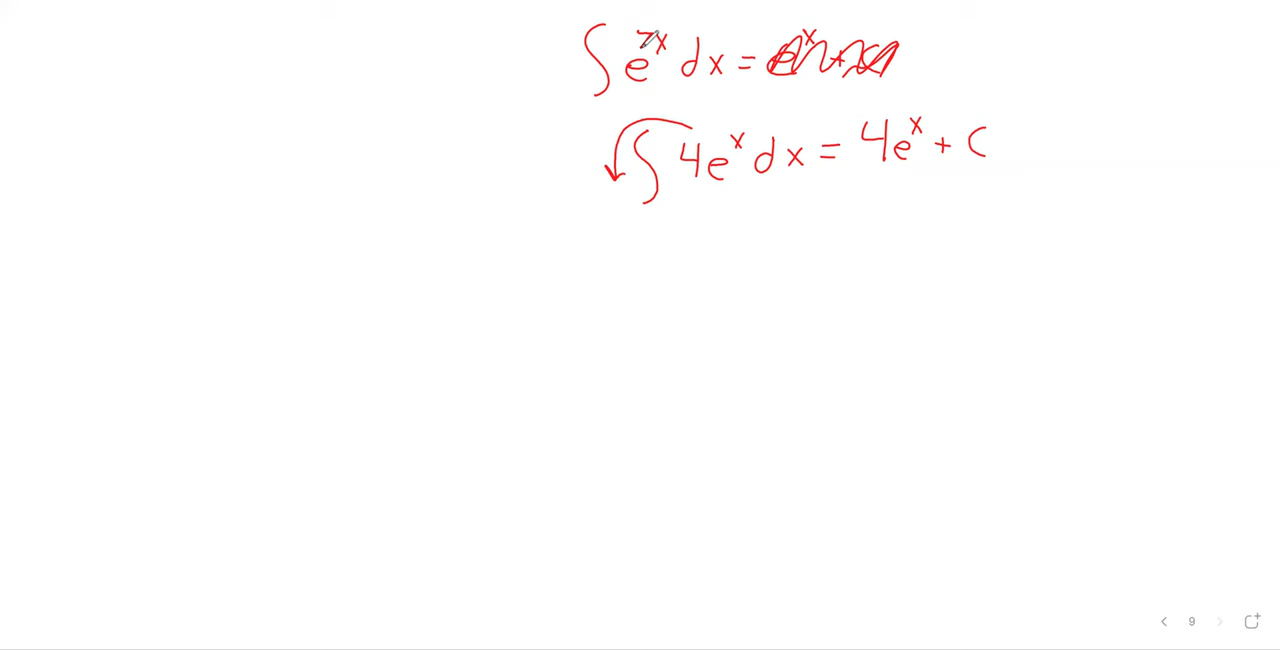 ∫ e^{7x} dx =
∫ 4e^x dx = 4e^x + C
9